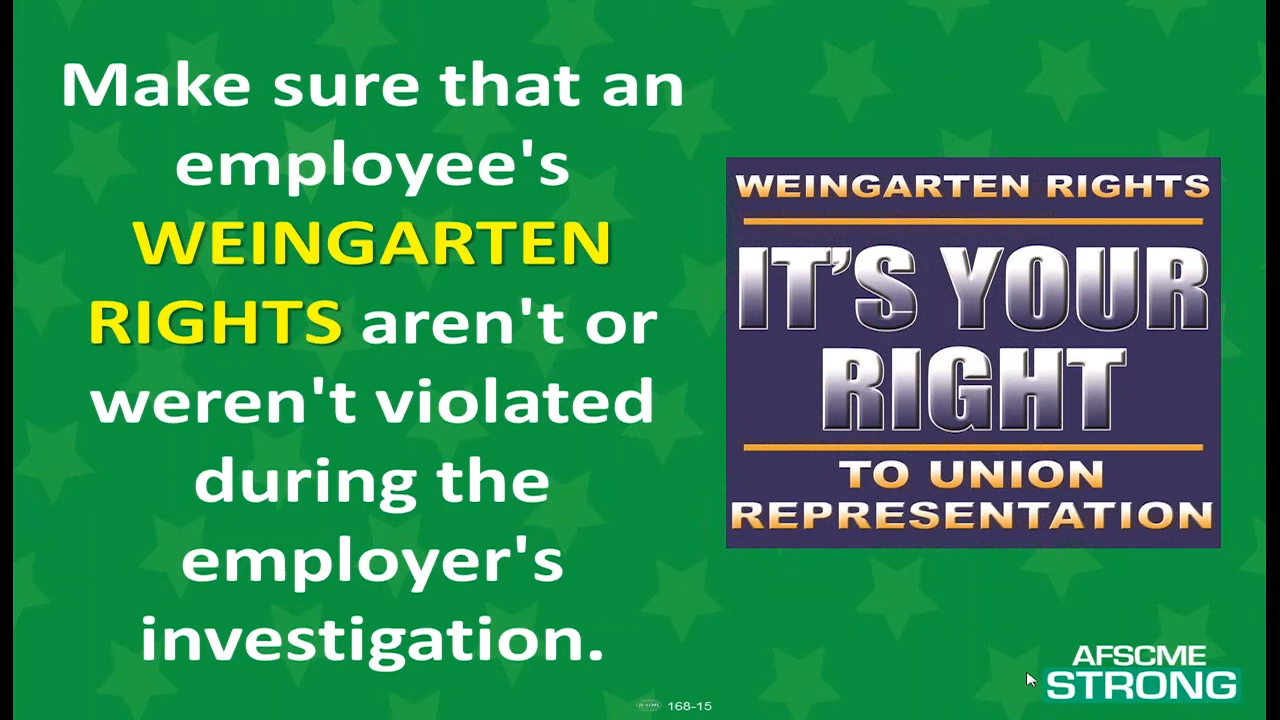 Make sure that an
employee's
WEINGARTEN
RIGHTS aren't or
weren't violated
during the
employer's
investigation.
WEINGARTEN RIGHTS
IT'S YOUR
RIGHT
TO UNION
REPRESENTATION
AFSCME
STRONG
AFSCME 168-15